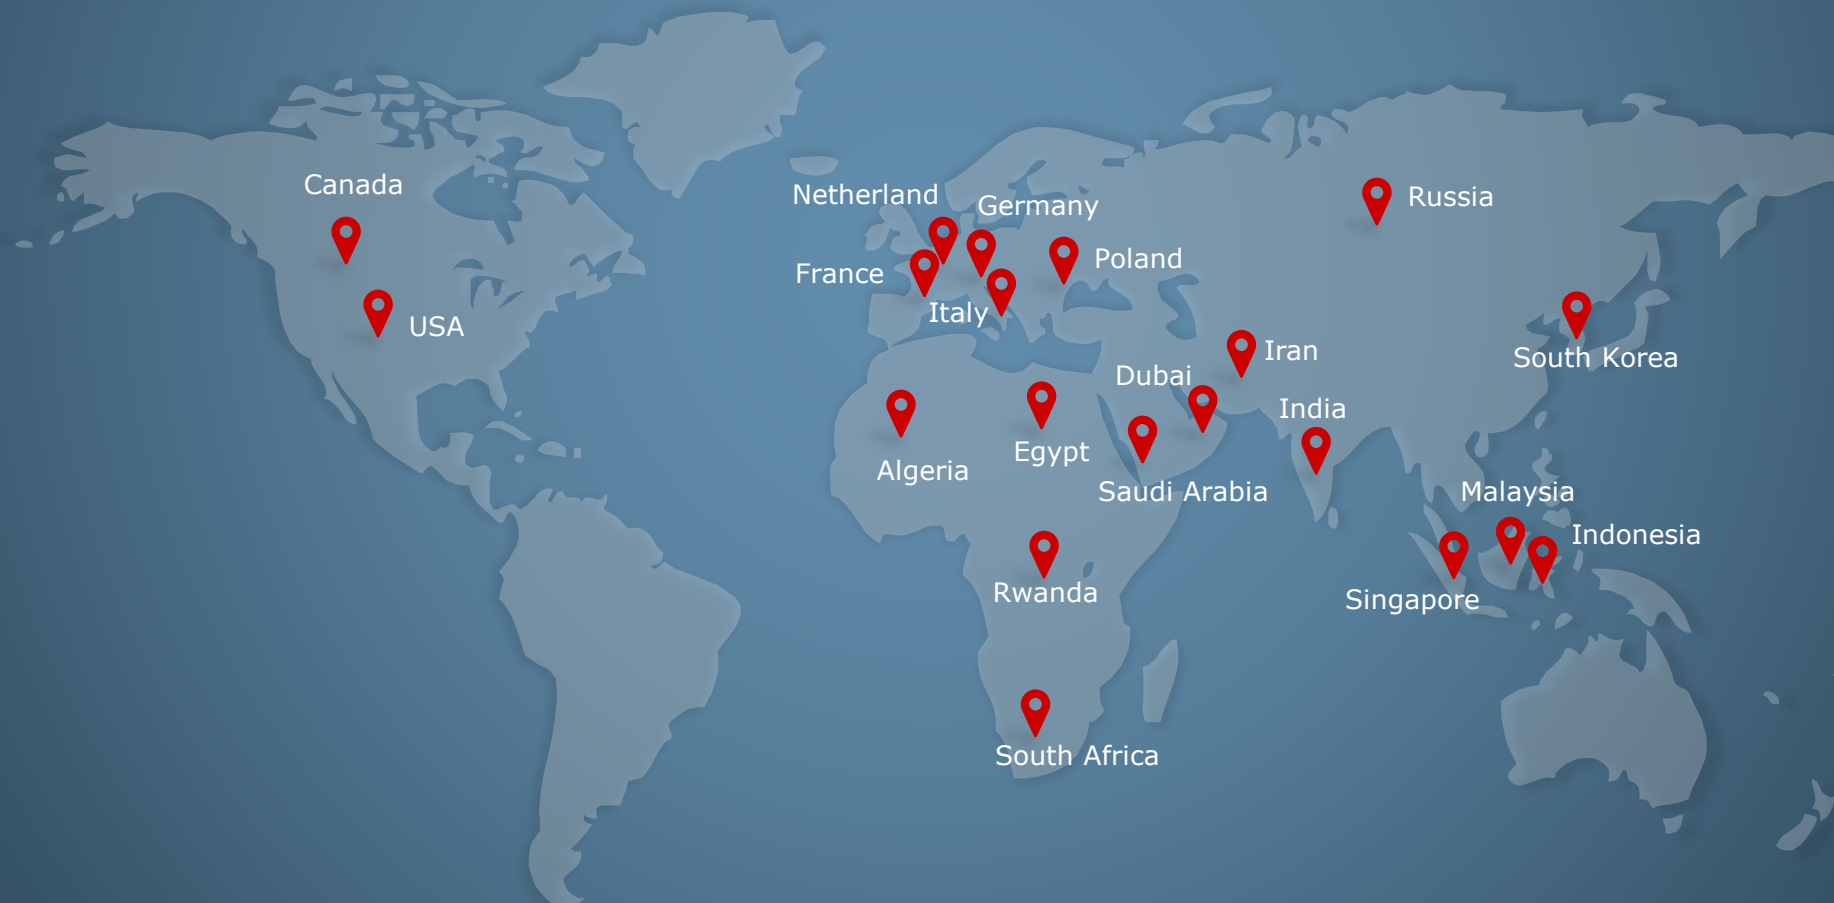 Canada
Netherland
Germany
Russia
Poland
France
Italy
USA
Iran
South Korea
Dubai
India
Egypt
Algeria
Saudi Arabia
Malaysia
Indonesia
Rwanda
Singapore
South Africa